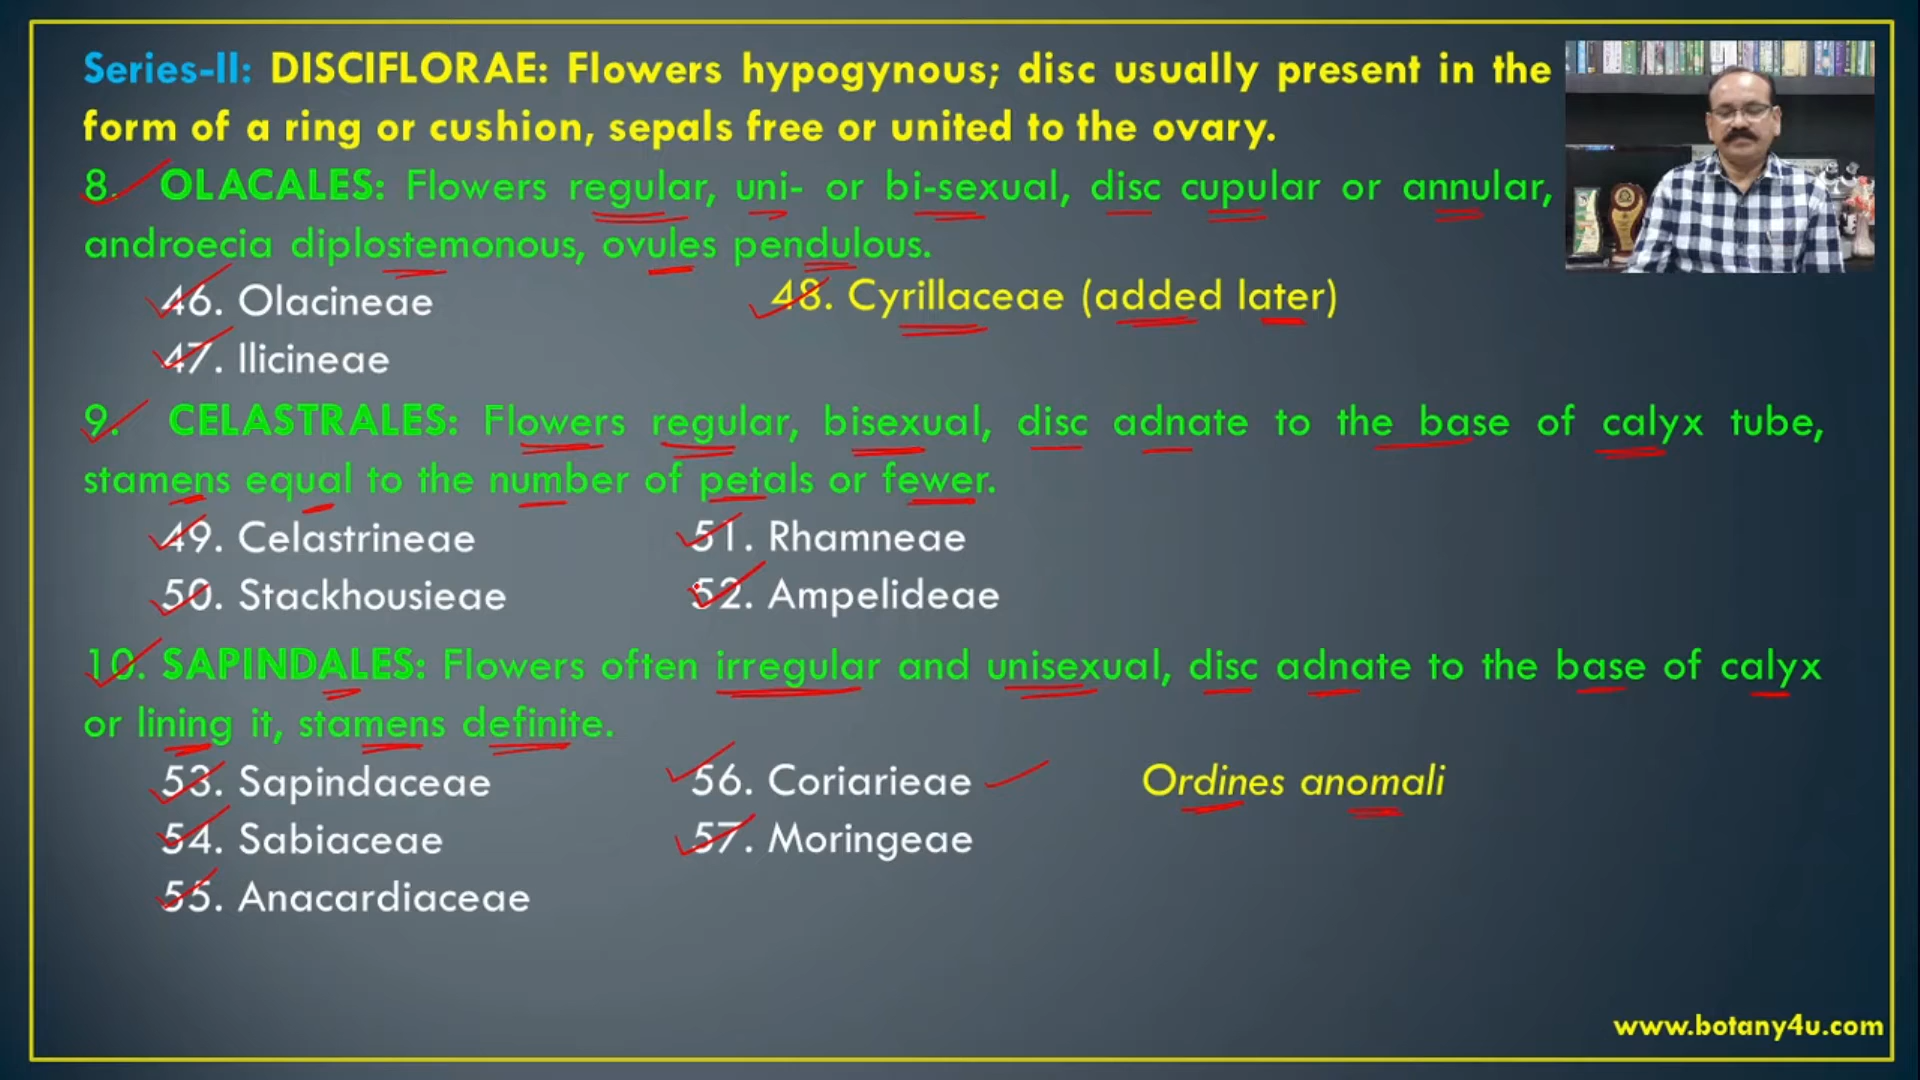 Series-II: DISCIFLORAE: Flowers hypogynous; disc usually present in the
form of a ring or cushion, sepals free or united to the ovary.
8. OLACALES: Flowers regular, uni- or bi-sexual, disc cupular or annular,
androecia diplostemonous, ovules pendulous.
46. Olacineae
48. Cyrillaceae (added later)
47. Ilicineae
9. CELASTRALES: Flowers regular, bisexual, disc adnate to the base of calyx tube,
stamens equal to the number of petals or fewer.
49. Celastrineae
51. Rhamneae
50. Stackhousieae
52. Ampelideae
10. SAPINDALES: Flowers often irregular and unisexual, disc adnate to the base of calyx
or lining it, stamens definite.
53. Sapindaceae
56. Coriarieae
Ordines anomali
54. Sabiaceae
57. Moringeae
55. Anacardiaceae
www.botany4u.com